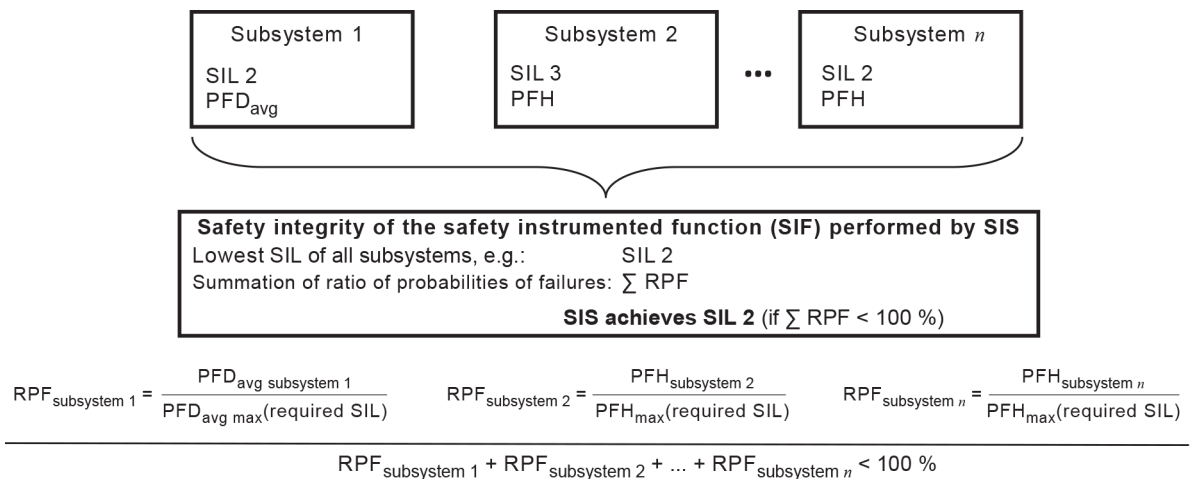 Subsystem 1
SIL 2
PFDavg
Subsystem 2
SIL 3
PFH
•••
Subsystem n
SIL 2
PFH
Safety integrity of the safety instrumented function (SIF) performed by SIS
Lowest SIL of all subsystems, e.g.: SIL 2
Summation of ratio of probabilities of failures: ∑ RPF
SIS achieves SIL 2 (if ∑ RPF < 100 %)
RPFsubsystem 1 = PFDavg subsystem 1 / PFDavg max(required SIL)
RPFsubsystem 2 = PFHsubsystem 2 / PFHmax(required SIL)
RPFsubsystem n = PFHsubsystem n / PFHmax(required SIL)
RPFsubsystem 1 + RPFsubsystem 2 + ... + RPFsubsystem n < 100 %